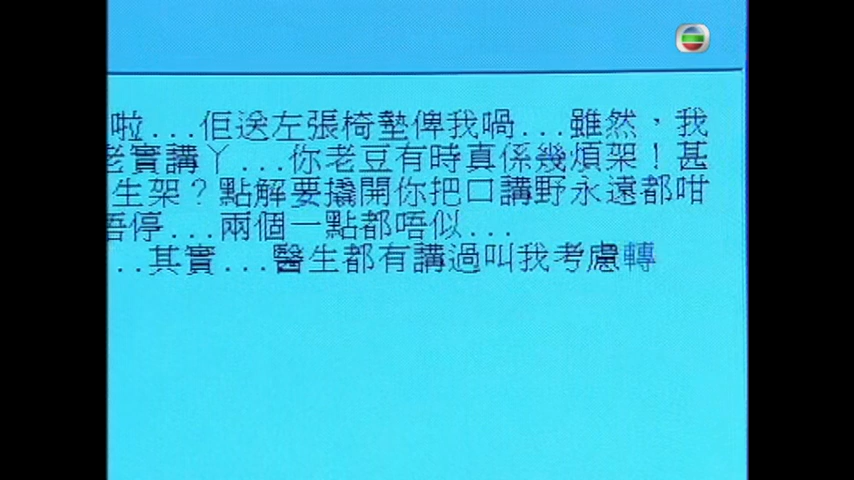 啦...佢送左張椅墊俾我喎...雖然，我
老實講丫...你老豆有時真係幾煩架！甚
生架？點解要擒開你把口講野永遠都咁
唔停...兩個一點都唔似...
...其實...醫生都有講過叫我考慮轉